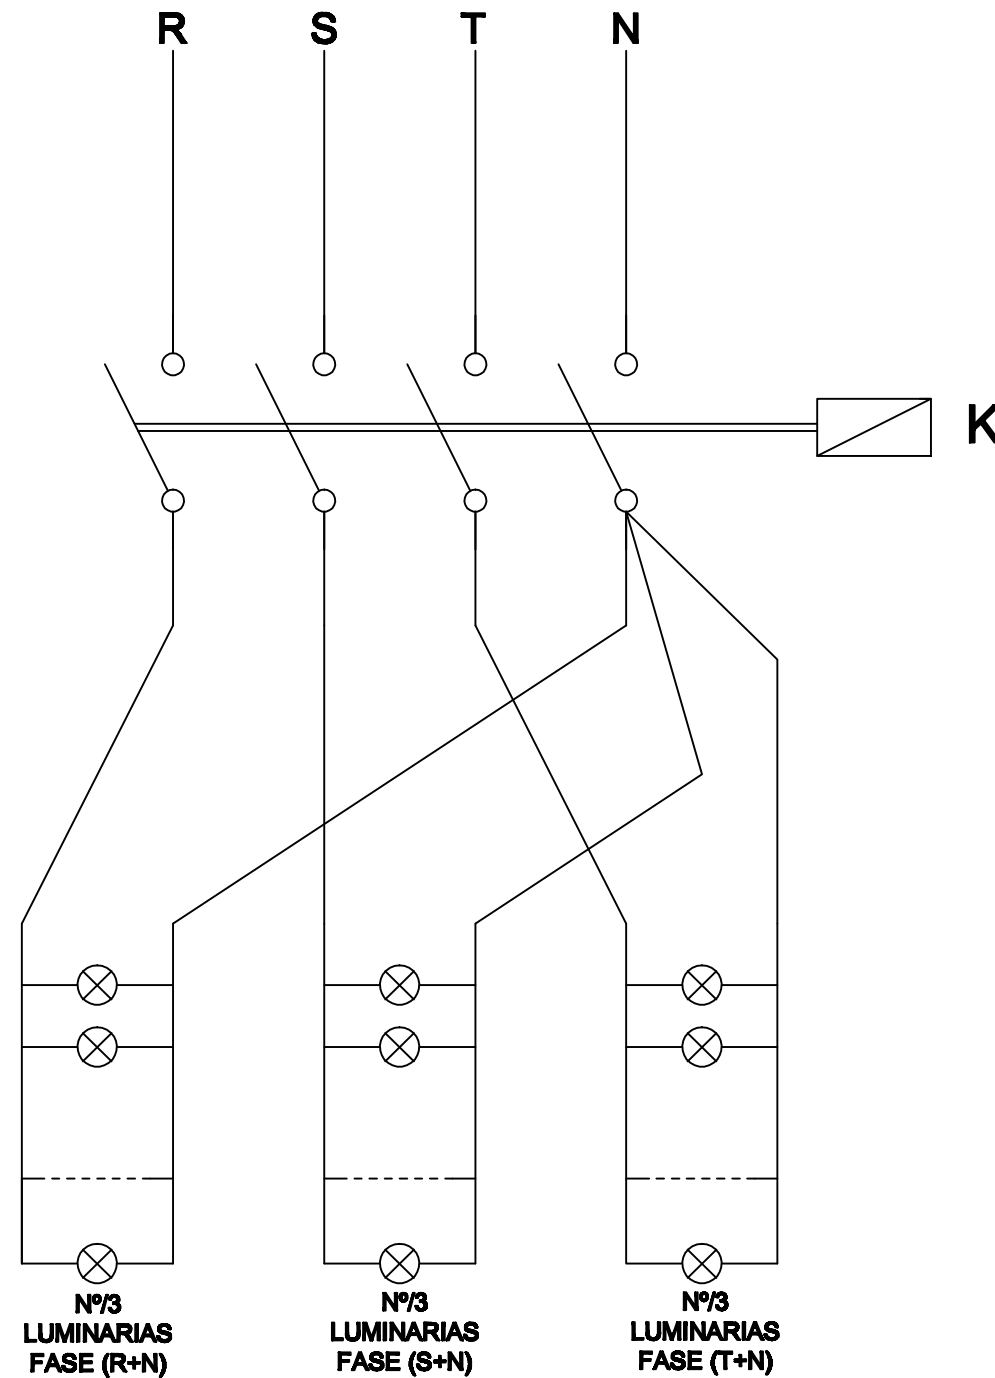 R S T N
K
Nº/3
LUMINARIAS
FASE (R+N)
Nº/3
LUMINARIAS
FASE (S+N)
Nº/3
LUMINARIAS
FASE (T+N)